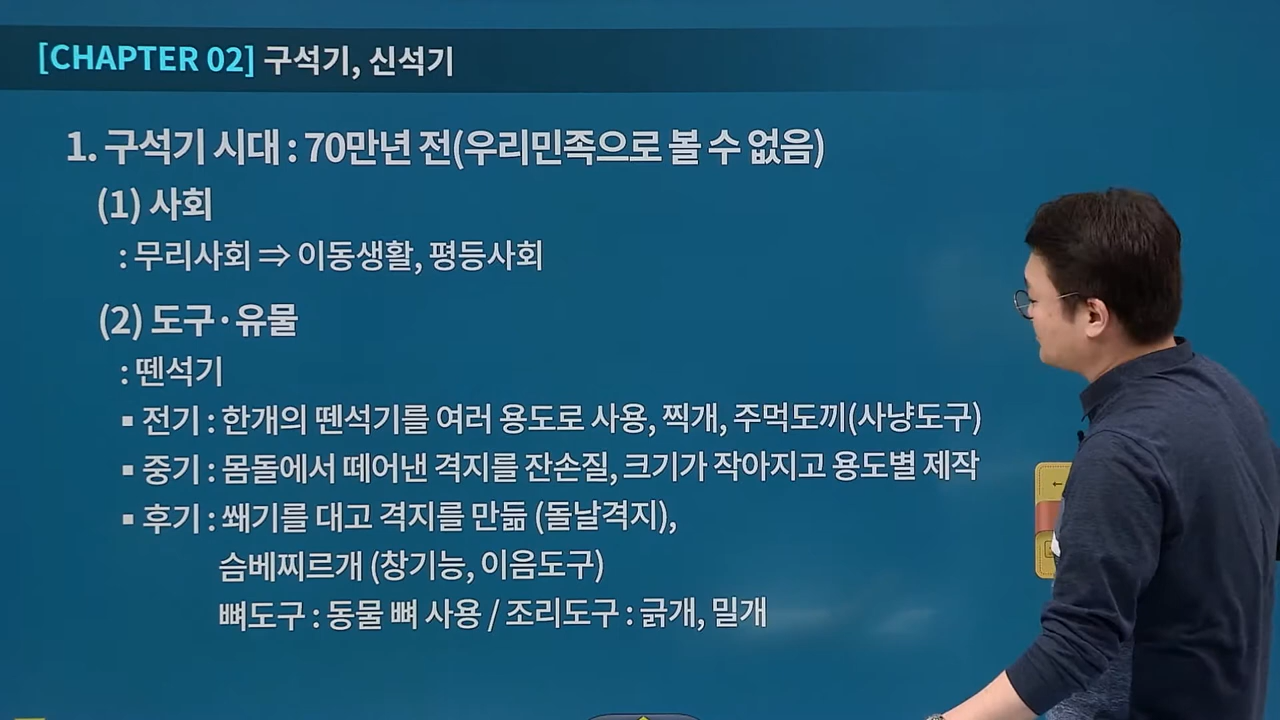 [CHAPTER 02] 구석기, 신석기
1. 구석기 시대 : 70만년 전(우리민족으로 볼 수 없음)
(1) 사회
: 무리사회 ⇒ 이동생활, 평등사회
(2) 도구·유물
: 뗀석기
▪ 전기 : 한개의 뗀석기를 여러 용도로 사용, 찍개, 주먹도끼(사냥도구)
▪ 중기 : 몸돌에서 떼어낸 격지를 잔손질, 크기가 작아지고 용도별 제작
▪ 후기 : 쐐기를 대고 격지를 만듦 (돌날격지),
슴베찌르개 (창기능, 이음도구)
뼈도구 : 동물 뼈 사용 / 조리도구 : 긁개, 밀개